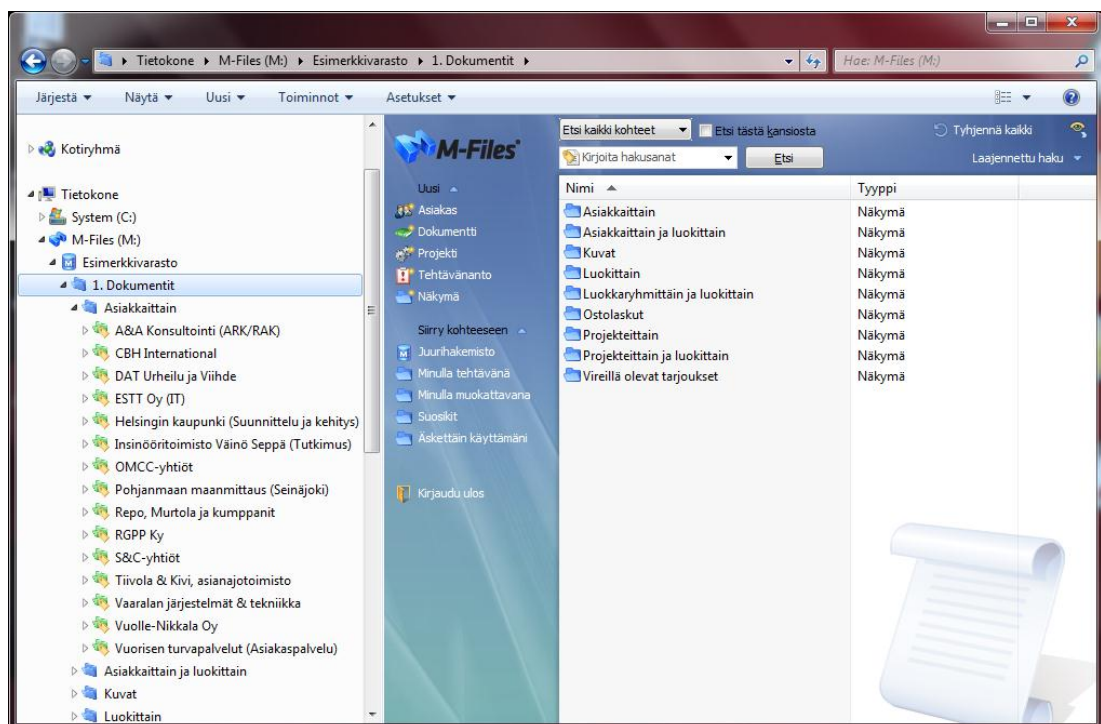 Tietokone M-Files (M:) Esimerkkivarasto 1. Dokumentit
Hae: M-Files (M:)
Järjestä Näytä Uusi Toiminnot Asetukset
Kotiryhmä
Tietokone
System (C:)
M-Files (M:)
Esimerkkivarasto
1. Dokumentit
Asiakkaittain
A&A Konsultointi (ARK/RAK)
CBH International
DAT Urheilu ja Viihde
ESTT Oy (IT)
Helsingin kaupunki (Suunnittelu ja kehitys)
Insinööritoimisto Väinö Seppä (Tutkimus)
OMCC-yhtiöt
Pohjanmaan maanmittaus (Seinäjoki)
Repo, Murtola ja kumppanit
RGPP Ky
S&C-yhtiöt
Tiivola & Kivi, asianajotoimisto
Vaaralan järjestelmät & tekniikka
Vuolle-Nikkala Oy
Vuorisen turvapalvelut (Asiakaspalvelu)
Asiakkaittain ja luokittain
Kuvat
Luokittain
M-Files
Uusi
Asiakas
Dokumentti
Projekti
Tehtävänanto
Näkymä
Siirry kohteeseen
Juurihakemisto
Minulla tehtävänä
Minulla muokattavana
Suosikit
Äskettäin käyttämäni
Kirjaudu ulos
Etsi kaikki kohteet Etsi tästä kansiosta Tyhjennä kaikki
Kirjoita hakusanat Etsi Laajennettu haku
Nimi Tyyppi
Asiakkaittain Näkymä
Asiakkaittain ja luokittain Näkymä
Kuvat Näkymä
Luokittain Näkymä
Luokkaryhmittäin ja luokittain Näkymä
Ostolaskut Näkymä
Projekteittain Näkymä
Projekteittain ja luokittain Näkymä
Vireillä olevat tarjoukset Näkymä